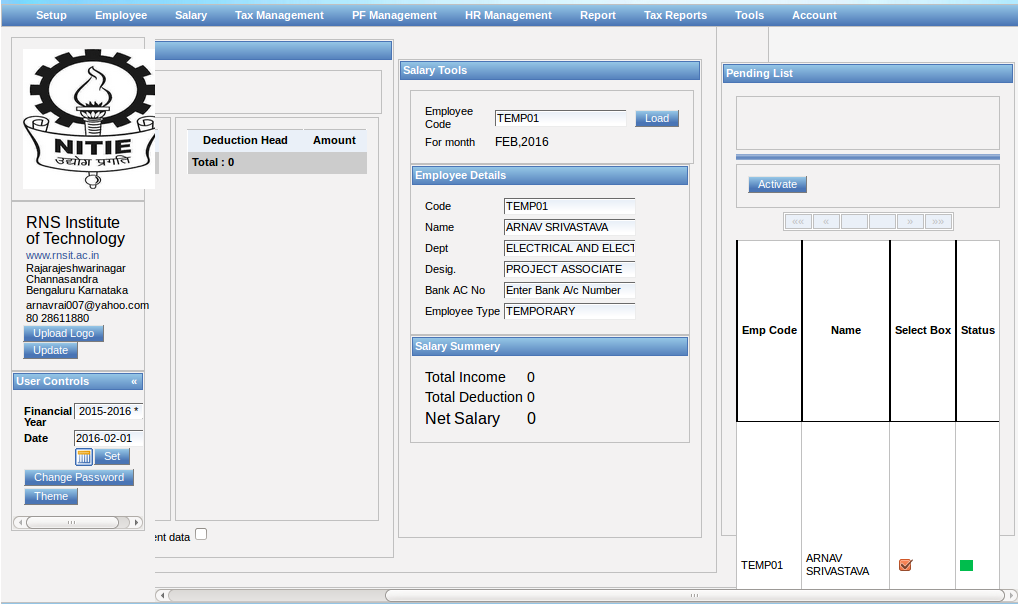 Setup Employee Salary Tax Management PF Management HR Management Report Tax Reports Tools Account
NITIE
उद्योग प्रगति
RNS Institute
of Technology
www.rnsit.ac.in
Rajarajeshwarinagar
Channasandra
Bengaluru Karnataka
arnavrai007@yahoo.com
80 28611880
Upload Logo
Update
User Controls «
Financial Year 2015-2016 *
Date 2016-02-01
Set
Change Password
Theme
Deduction Head Amount
Total : 0
ent data
Salary Tools
Employee Code TEMP01 Load
For month FEB,2016
Employee Details
Code TEMP01
Name ARNAV SRIVASTAVA
Dept ELECTRICAL AND ELECT
Desig. PROJECT ASSOCIATE
Bank AC No Enter Bank A/c Number
Employee Type TEMPORARY
Salary Summery
Total Income 0
Total Deduction 0
Net Salary 0
Pending List
Activate
«« « » »»
Emp Code Name Select Box Status
TEMP01 ARNAV SRIVASTAVA